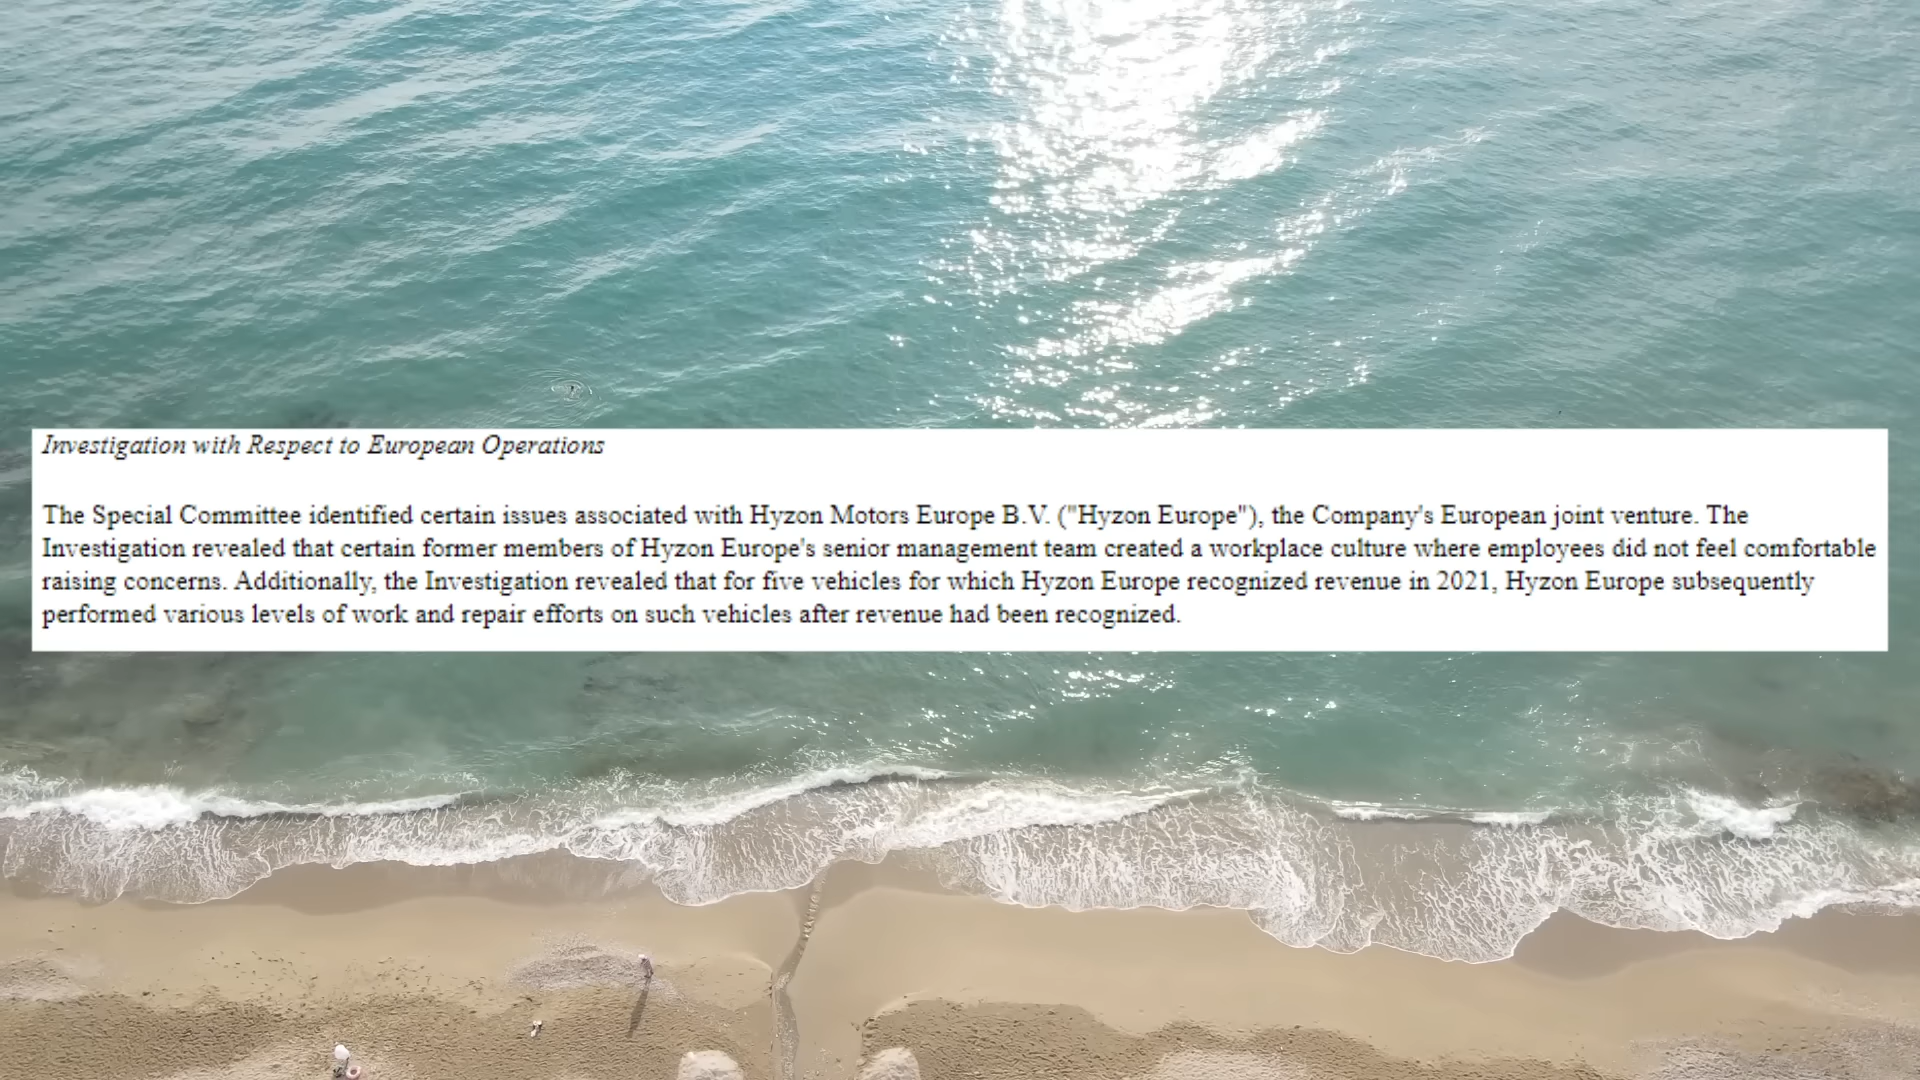 Investigation with Respect to European Operations
The Special Committee identified certain issues associated with Hyzon Motors Europe B.V. ("Hyzon Europe"), the Company's European joint venture. The
Investigation revealed that certain former members of Hyzon Europe's senior management team created a workplace culture where employees did not feel comfortable
raising concerns. Additionally, the Investigation revealed that for five vehicles for which Hyzon Europe recognized revenue in 2021, Hyzon Europe subsequently
performed various levels of work and repair efforts on such vehicles after revenue had been recognized.